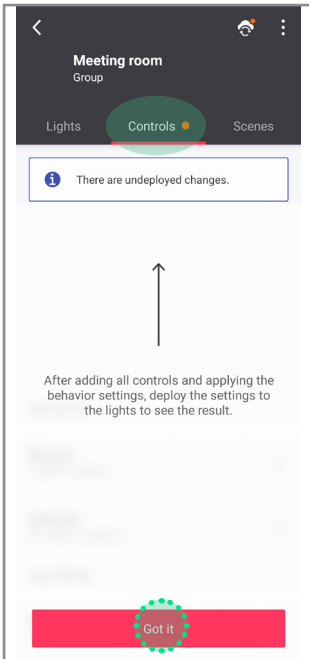 Meeting room
Group
Lights Controls Scenes
There are undeployed changes.
After adding all controls and applying the
behavior settings, deploy the settings to
the lights to see the result.
Got it